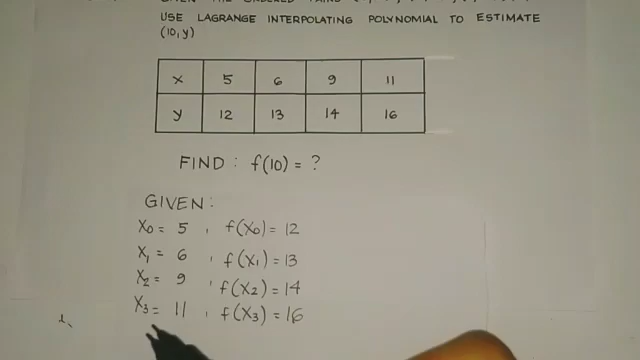 USE LAGRANGE INTERPOLATING POLYNOMIAL TO ESTIMATE
(10,y)
x 5 6 9 11
y 12 13 14 16
FIND : f(10) = ?
GIVEN:
X0 = 5 , f(X0) = 12
X1 = 6 , f(X1) = 13
X2 = 9 , f(X2) = 14
X3 = 11 , f(X3) = 16